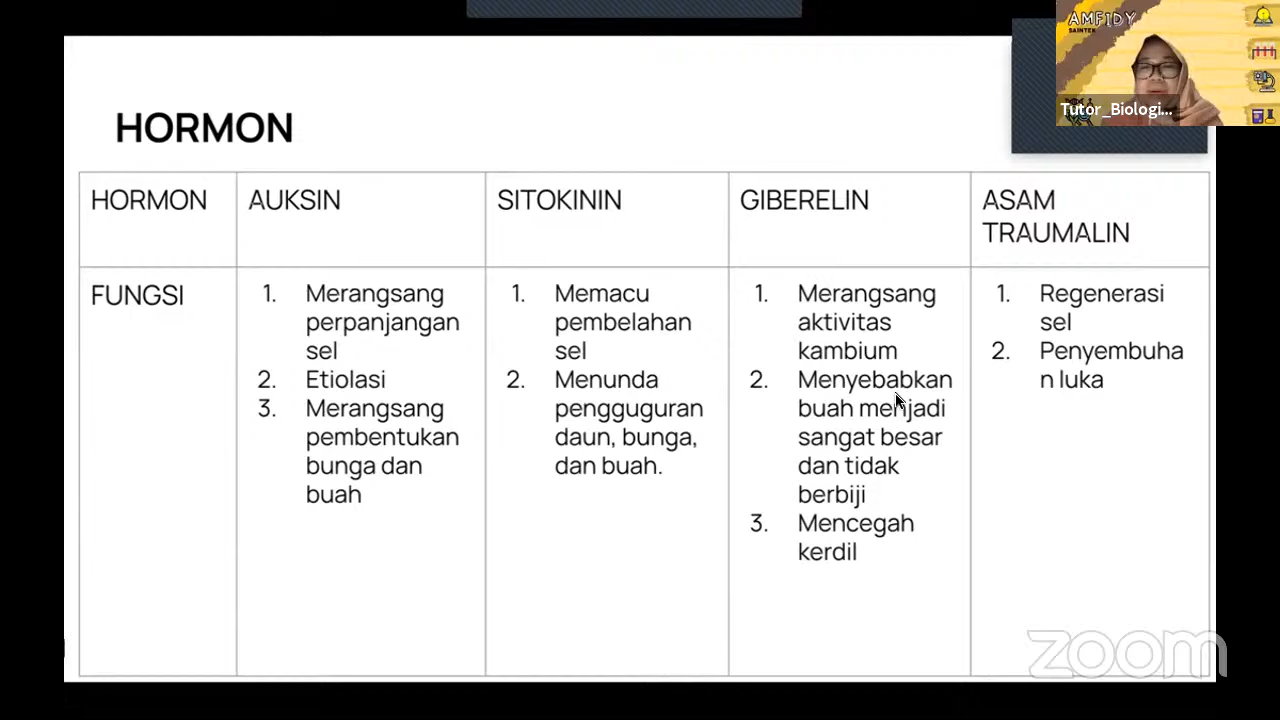 AMFIDY
SAINTEK
Tutor_Biologi...
HORMON
HORMON
AUKSIN
SITOKININ
GIBERELIN
ASAM
TRAUMALIN
FUNGSI
1. Merangsang
perpanjangan
sel
2. Etiolasi
3. Merangsang
pembentukan
bunga dan
buah
1. Memacu
pembelahan
sel
2. Menunda
pengguguran
daun, bunga,
dan buah.
1. Merangsang
aktivitas
kambium
2. Menyebabkan
buah menjadi
sangat besar
dan tidak
berbiji
3. Mencegah
kerdil
1. Regenerasi
sel
2. Penyembuha
n luka
zoom